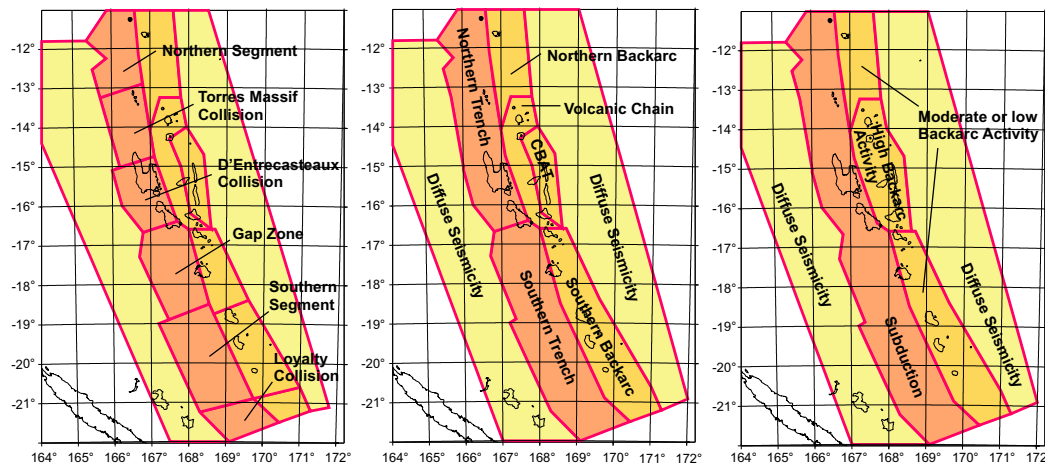 -12°
-13°
-14°
-15°
-16°
-17°
-18°
-19°
-20°
-21°
164°
165°
166°
167°
168°
169°
170°
171°
172°
Northern Segment
Torres Massif
Collision
D'Entrecasteaux
Collision
Gap Zone
Southern
Segment
Loyalty
Collision
-12°
-13°
-14°
-15°
-16°
-17°
-18°
-19°
-20°
-21°
164°
165°
166°
167°
168°
169°
170°
171°
172°
Northern Trench
Northern Backarc
Volcanic Chain
CBAT
Diffuse Seismicity
Diffuse Seismicity
Southern Trench
Southern Backarc
-12°
-13°
-14°
-15°
-16°
-17°
-18°
-19°
-20°
-21°
164°
165°
166°
167°
168°
169°
170°
171°
172°
Moderate or low
Backarc Activity
High Backarc
Activity
Diffuse Seismicity
Diffuse Seismicity
Subduction